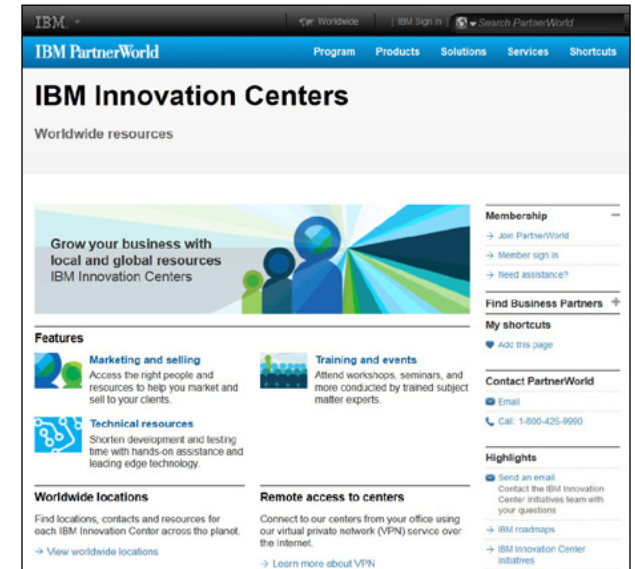 IBM
Worldwide
IBM Sign in
Search PartnerWorld
IBM PartnerWorld
Program
Products
Solutions
Services
Shortcuts
IBM Innovation Centers
Worldwide resources
Grow your business with
local and global resources
IBM Innovation Centers
Features
Marketing and selling
Access the right people and
resources to help you market and
sell to your clients.
Training and events
Attend workshops, seminars, and
more conducted by trained subject
matter experts.
Technical resources
Shorten development and testing
time with hands-on assistance and
leading edge technology.
Worldwide locations
Find locations, contacts and resources for
each IBM Innovation Center across the planet.
→ View worldwide locations
Remote access to centers
Connect to our centers from your office using
our virtual private network (VPN) service over
the Internet.
→ Learn more about VPN
Membership
→ Join PartnerWorld
→ Member sign in
→ Need assistance?
Find Business Partners
My shortcuts
Add this page
Contact PartnerWorld
Email
Call: 1-800-426-9990
Highlights
Send an email
Contact the IBM Innovation
Center initiatives team with
your questions
→ IBM roadmaps
→ IBM Innovation Center
initiatives